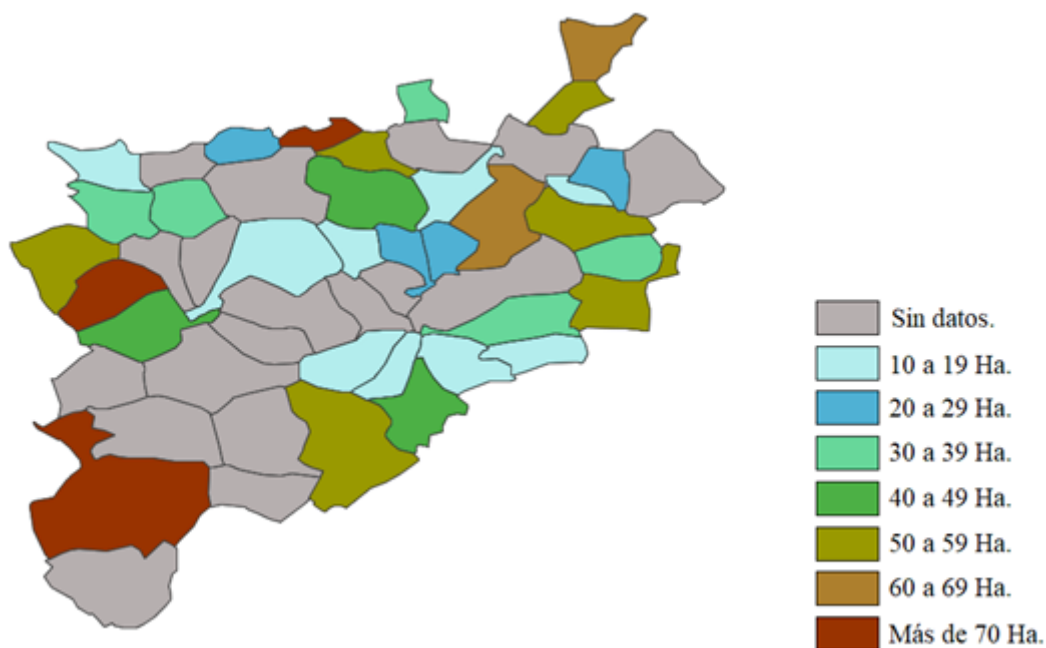 Sin datos.
10 a 19 Ha.
20 a 29 Ha.
30 a 39 Ha.
40 a 49 Ha.
50 a 59 Ha.
60 a 69 Ha.
Más de 70 Ha.